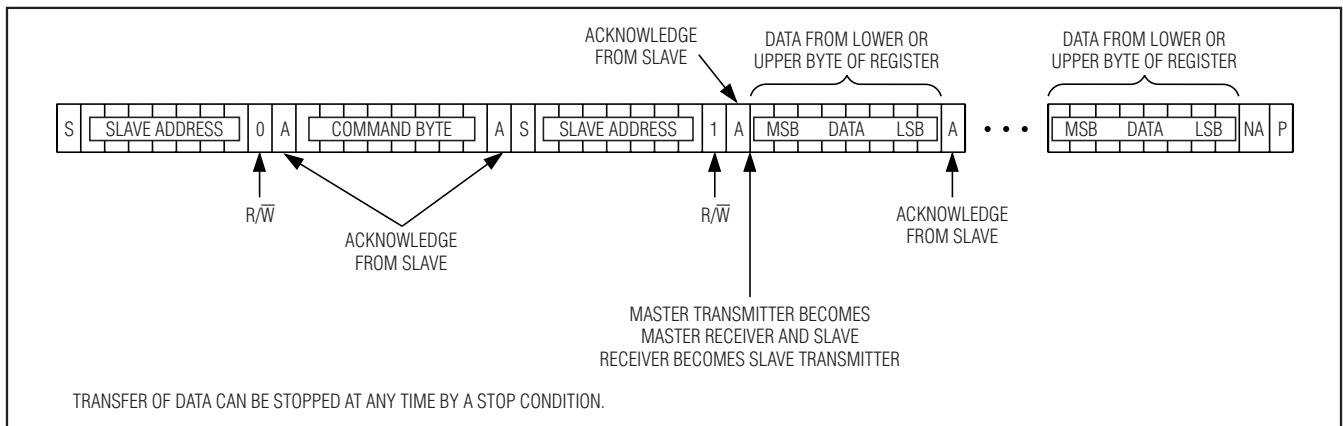 ACKNOWLEDGE
FROM SLAVE
DATA FROM LOWER OR
UPPER BYTE OF REGISTER
DATA FROM LOWER OR
UPPER BYTE OF REGISTER
S SLAVE ADDRESS 0 A COMMAND BYTE A S SLAVE ADDRESS 1 A MSB DATA LSB A • • • MSB DATA LSB NA P
R/W̅
ACKNOWLEDGE
FROM SLAVE
R/W̅
ACKNOWLEDGE
FROM SLAVE
MASTER TRANSMITTER BECOMES
MASTER RECEIVER AND SLAVE
RECEIVER BECOMES SLAVE TRANSMITTER
TRANSFER OF DATA CAN BE STOPPED AT ANY TIME BY A STOP CONDITION.